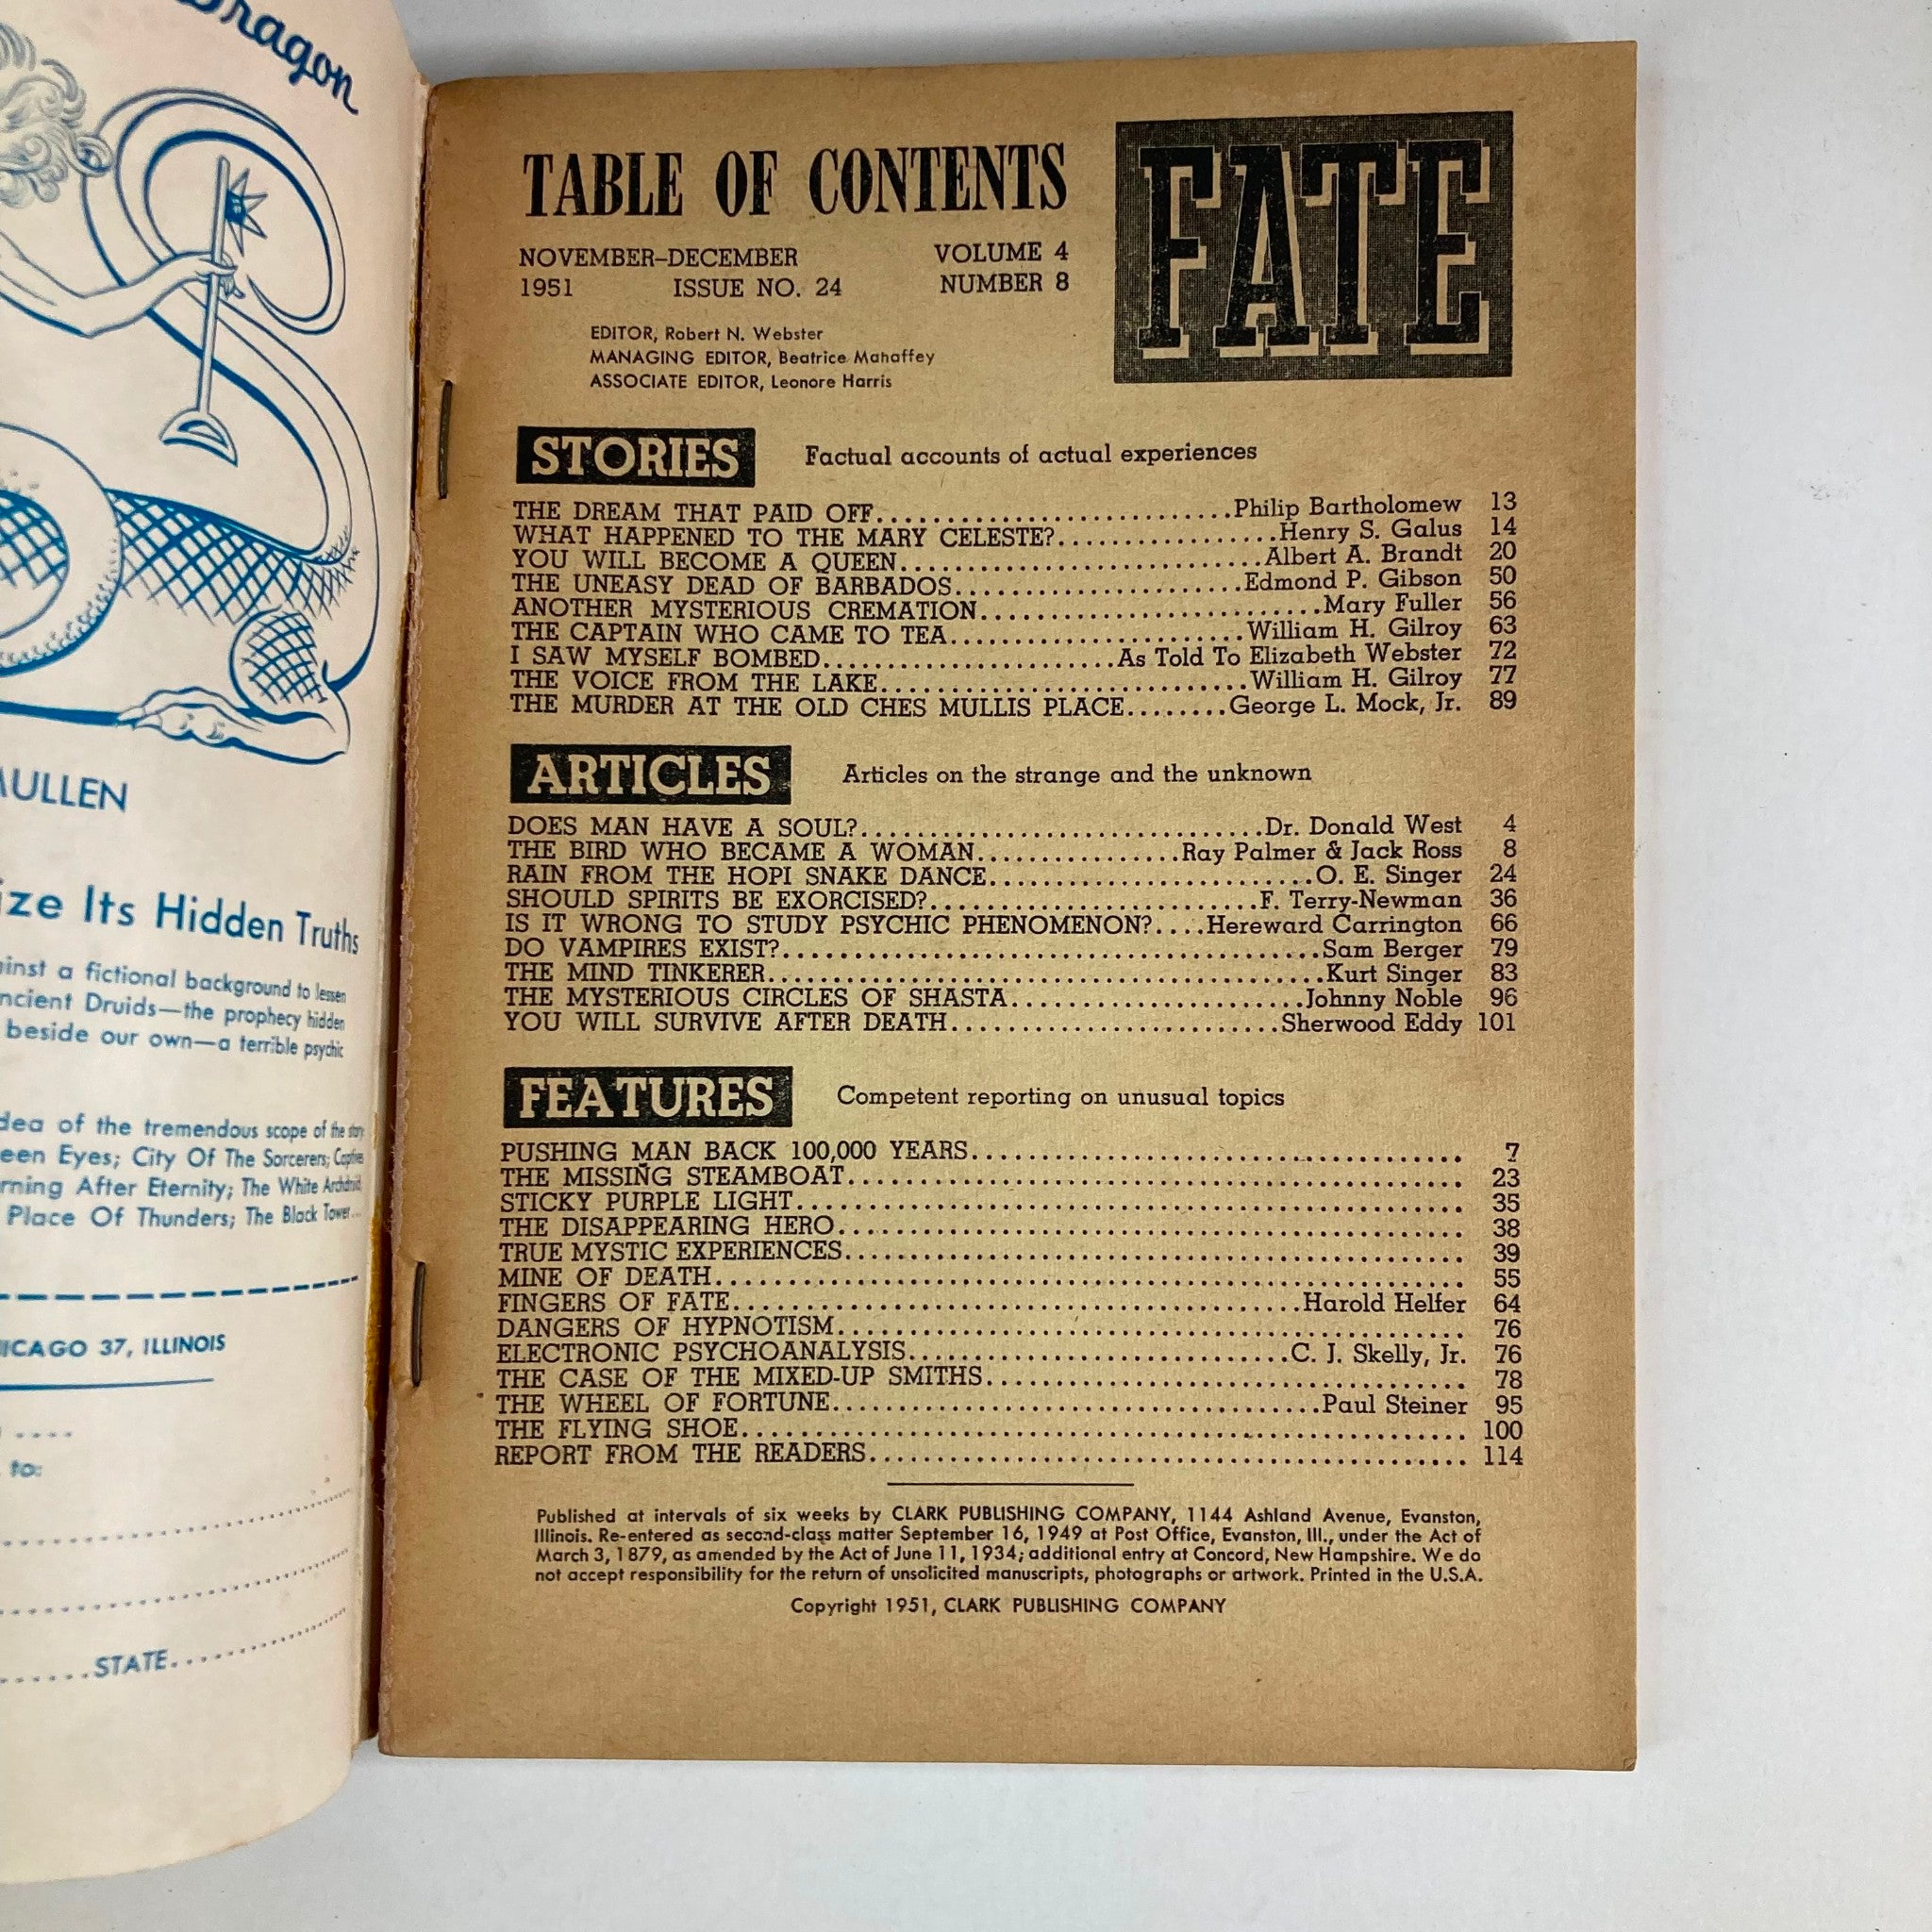 Dragon
MULLEN
Its Hidden Truths
a fictional background to lessen
Druids—the prophecy hidden
beside our own—a terrible psychic
of the tremendous scope of the story
Eyes; City Of The Sorcerers; Captives
After Eternity; The White Archdruid
Place Of Thunders; The Black Tower...
37, ILLINOIS
to:
STATE
TABLE OF CONTENTS
FATE
NOVEMBER–DECEMBER VOLUME 4
1951 ISSUE NO. 24 NUMBER 8
EDITOR, Robert N. Webster
MANAGING EDITOR, Beatrice Mahaffey
ASSOCIATE EDITOR, Leonore Harris
STORIES Factual accounts of actual experiences
THE DREAM THAT PAID OFF............................Philip Bartholomew 13
WHAT HAPPENED TO THE MARY CELESTE?.................Henry S. Galus 14
YOU WILL BECOME A QUEEN............................Albert A. Brandt 20
THE UNEASY DEAD OF BARBADOS.......................Edmond P. Gibson 50
ANOTHER MYSTERIOUS CREMATION...........................Mary Fuller 56
THE CAPTAIN WHO CAME TO TEA.......................William H. Gilroy 63
I SAW MYSELF BOMBED.......................As Told To Elizabeth Webster 72
THE VOICE FROM THE LAKE.............................William H. Gilroy 77
THE MURDER AT THE OLD CHES MULLIS PLACE........George L. Mock, Jr. 89
ARTICLES Articles on the strange and the unknown
DOES MAN HAVE A SOUL?................................Dr. Donald West 4
THE BIRD WHO BECAME A WOMAN................Ray Palmer & Jack Ross 8
RAIN FROM THE HOPI SNAKE DANCE..........................O. E. Singer 24
SHOULD SPIRITS BE EXORCISED?..........................F. Terry-Newman 36
IS IT WRONG TO STUDY PSYCHIC PHENOMENON?....Hereward Carrington 66
DO VAMPIRES EXIST?..........................................Sam Berger 79
THE MIND TINKERER...........................................Kurt Singer 83
THE MYSTERIOUS CIRCLES OF SHASTA.......................Johnny Noble 96
YOU WILL SURVIVE AFTER DEATH..........................Sherwood Eddy 101
FEATURES Competent reporting on unusual topics
PUSHING MAN BACK 100,000 YEARS...................................... 7
THE MISSING STEAMBOAT................................................ 23
STICKY PURPLE LIGHT.................................................... 35
THE DISAPPEARING HERO................................................. 38
TRUE MYSTIC EXPERIENCES................................................ 39
MINE OF DEATH.......................................................... 55
FINGERS OF FATE............................................Harold Helfer 64
DANGERS OF HYPNOTISM.................................................. 76
ELECTRONIC PSYCHOANALYSIS.............................C. J. Skelly, Jr. 76
THE CASE OF THE MIXED-UP SMITHS...................................... 78
THE WHEEL OF FORTUNE......................................Paul Steiner 95
THE FLYING SHOE........................................................ 100
REPORT FROM THE READERS............................................... 114
Published at intervals of six weeks by CLARK PUBLISHING COMPANY, 1144 Ashland Avenue, Evanston,
Illinois. Re-entered as second-class matter September 16, 1949 at Post Office, Evanston, Ill., under the Act of
March 3, 1879, as amended by the Act of June 11, 1934; additional entry at Concord, New Hampshire. We do
not accept responsibility for the return of unsolicited manuscripts, photographs or artwork. Printed in the U.S.A.
Copyright 1951, CLARK PUBLISHING COMPANY